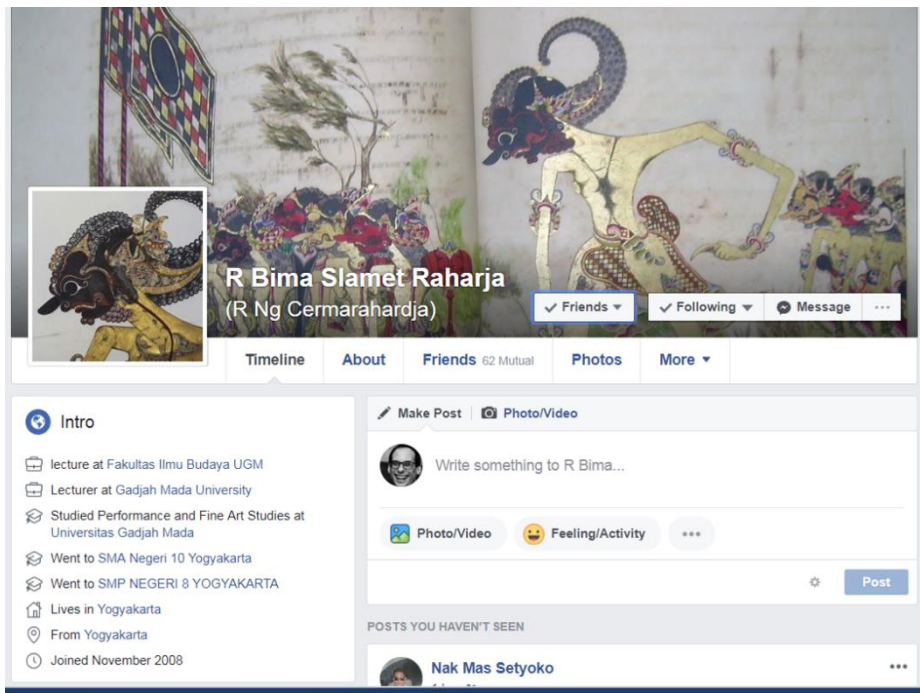 R Bima Slamet Raharja
(R Ng Cermarahardja)
Friends
Following
Message
Timeline
About
Friends 62 Mutual
Photos
More
Intro
lecture at Fakultas Ilmu Budaya UGM
Lecturer at Gadjah Mada University
Studied Performance and Fine Art Studies at
Universitas Gadjah Mada
Went to SMA Negeri 10 Yogyakarta
Went to SMP NEGERI 8 YOGYAKARTA
Lives in Yogyakarta
From Yogyakarta
Joined November 2008
Make Post
Photo/Video
Write something to R Bima...
Photo/Video
Feeling/Activity
Post
POSTS YOU HAVEN'T SEEN
Nak Mas Setyoko